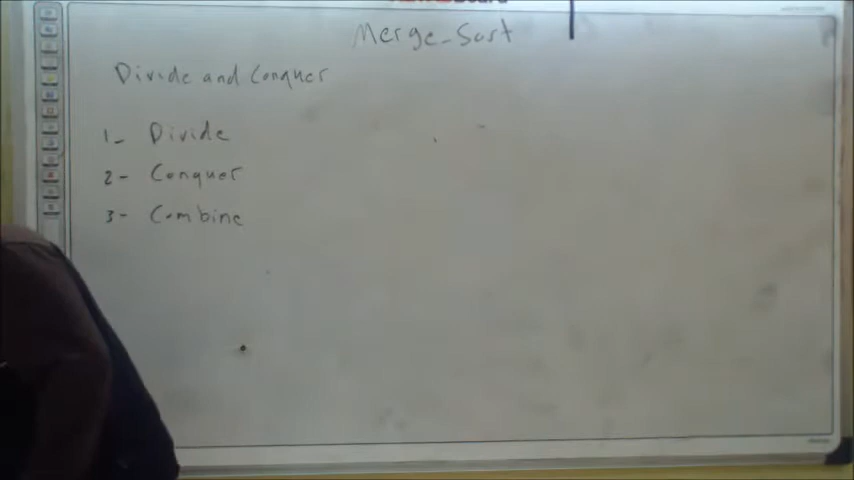 Merge-Sort
Divide and Conquer
1- Divide
2- Conquer
3- Combine